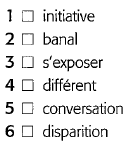 1 □ initiative
2 □ banal
3 □ s'exposer
4 □ différent
5 □ conversation
6 □ disparition